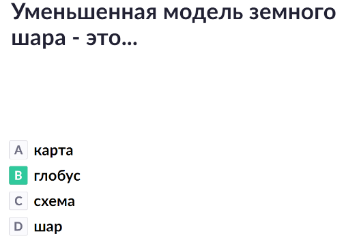 Уменьшенная модель земного
шара - это...
A карта
B глобус
C схема
D шар